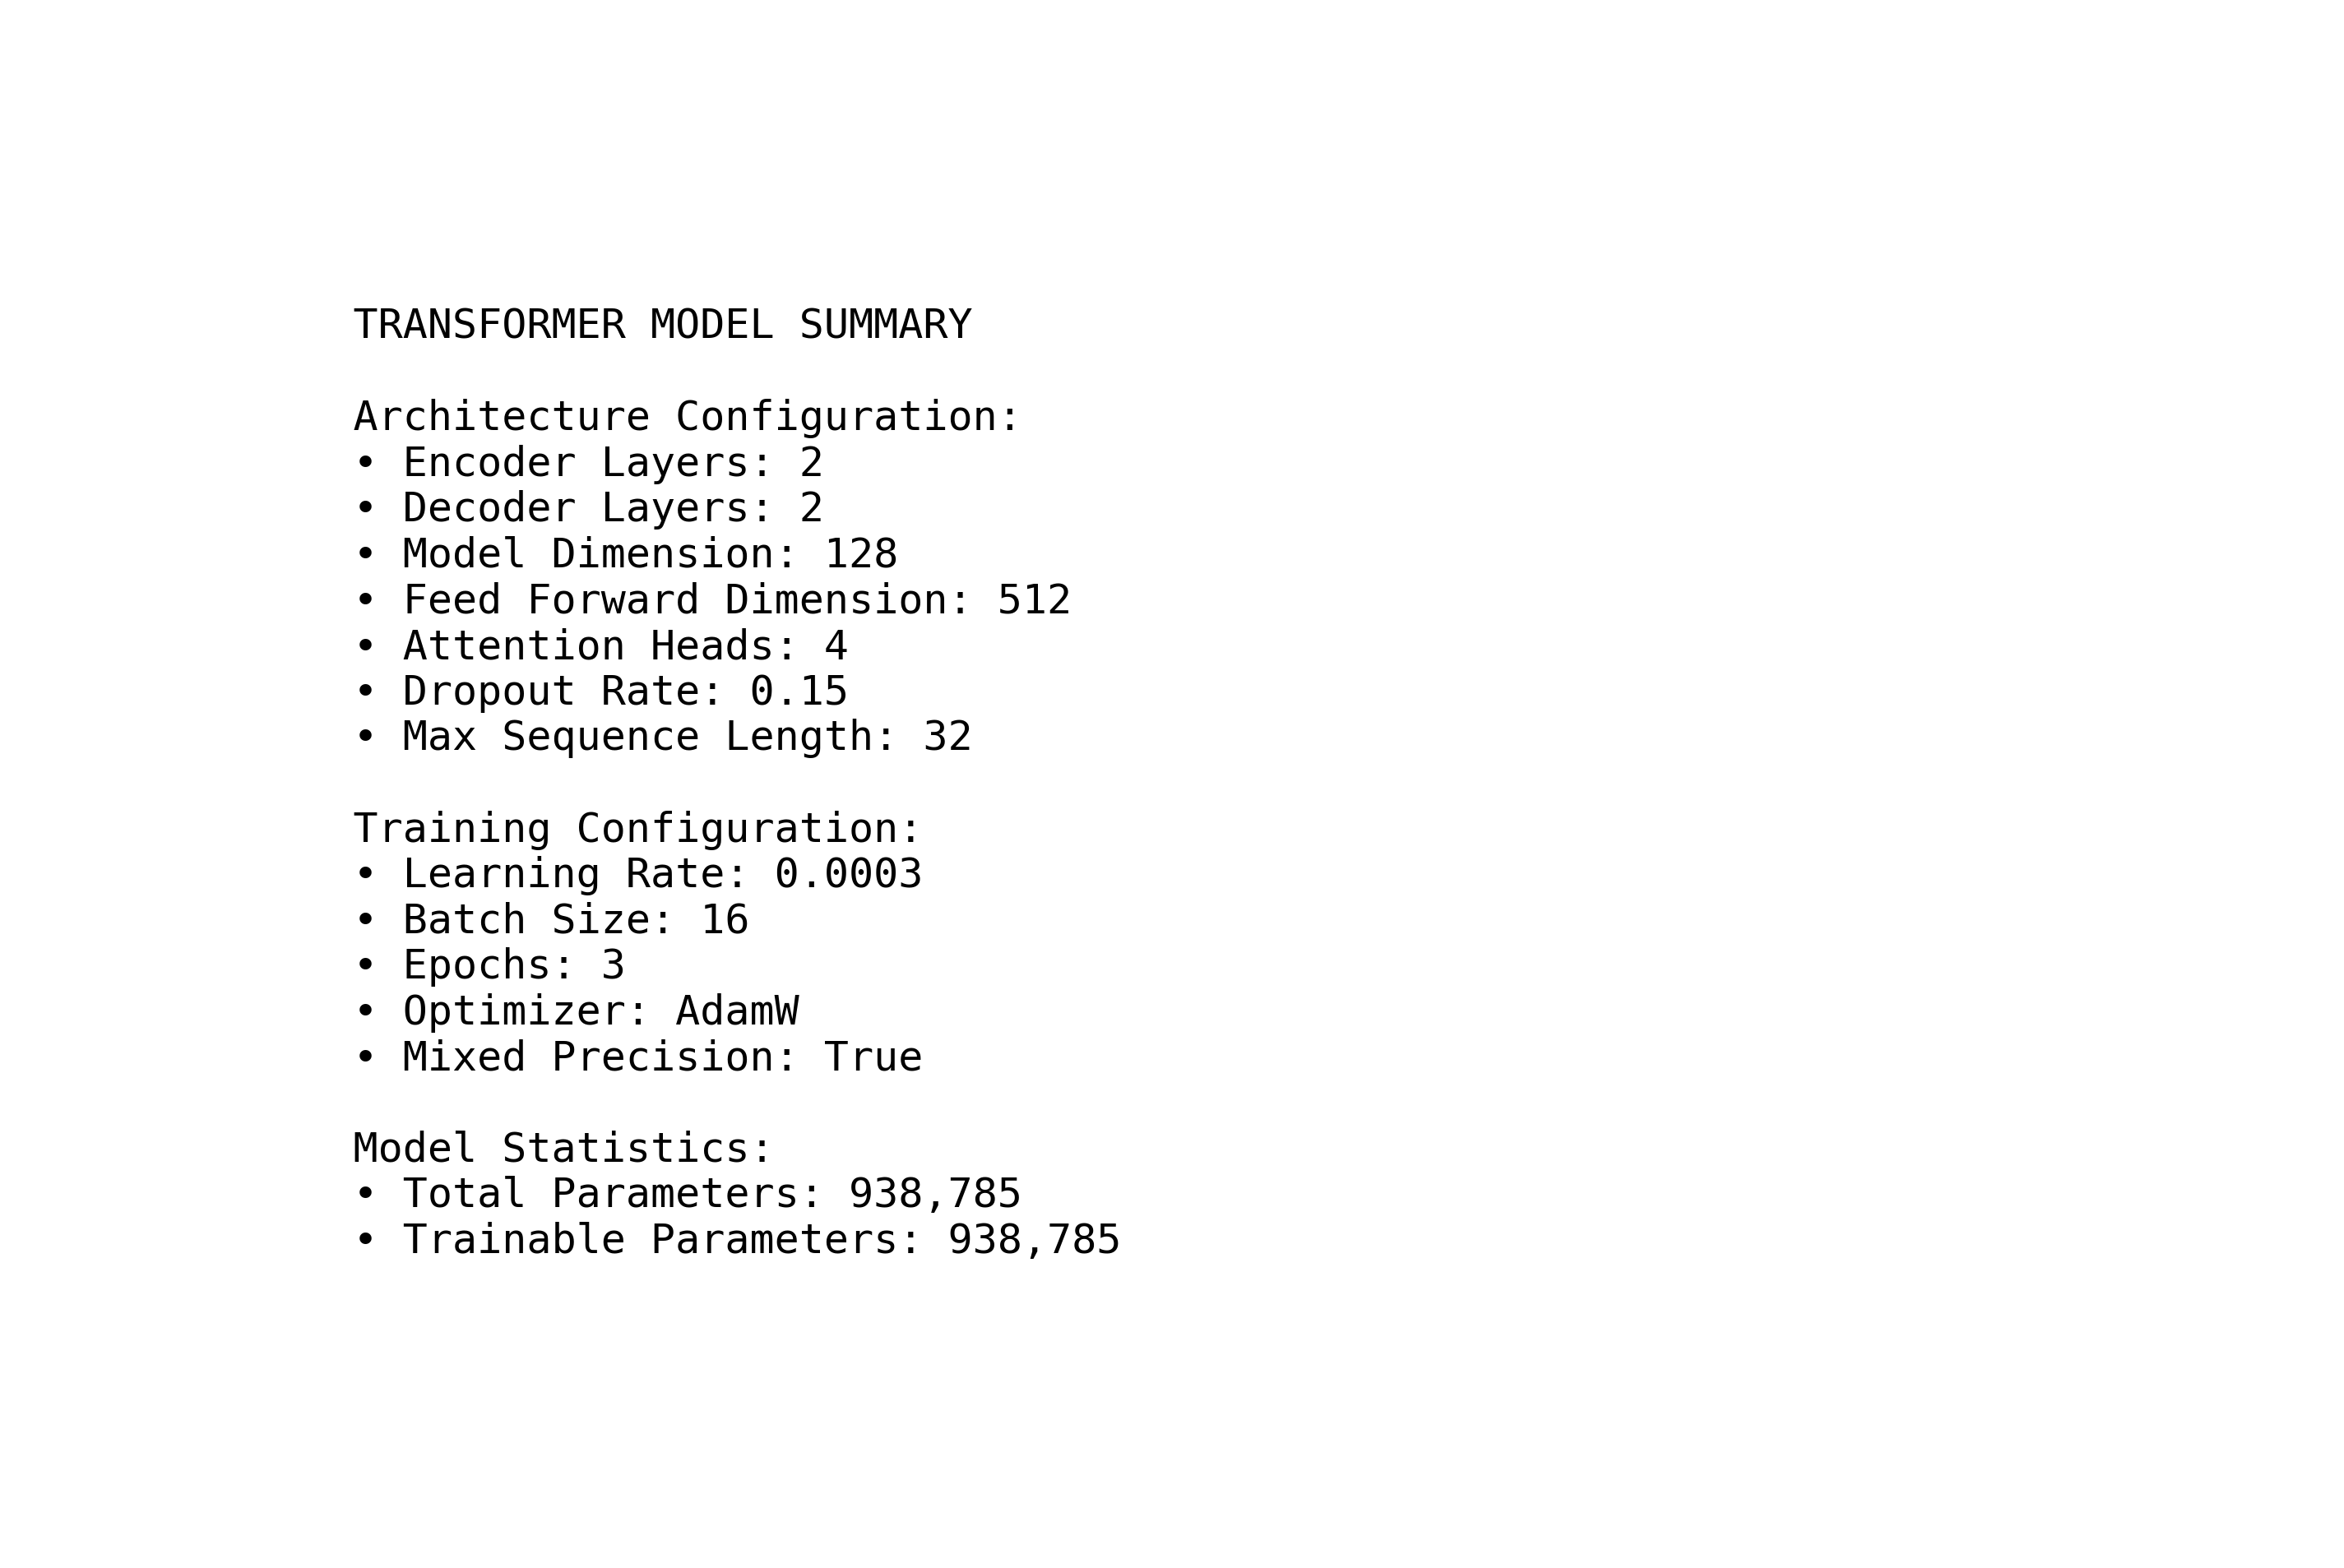 TRANSFORMER MODEL SUMMARY
Architecture Configuration:
• Encoder Layers: 2
• Decoder Layers: 2
• Model Dimension: 128
• Feed Forward Dimension: 512
• Attention Heads: 4
• Dropout Rate: 0.15
• Max Sequence Length: 32
Training Configuration:
• Learning Rate: 0.0003
• Batch Size: 16
• Epochs: 3
• Optimizer: AdamW
• Mixed Precision: True
Model Statistics:
• Total Parameters: 938,785
• Trainable Parameters: 938,785